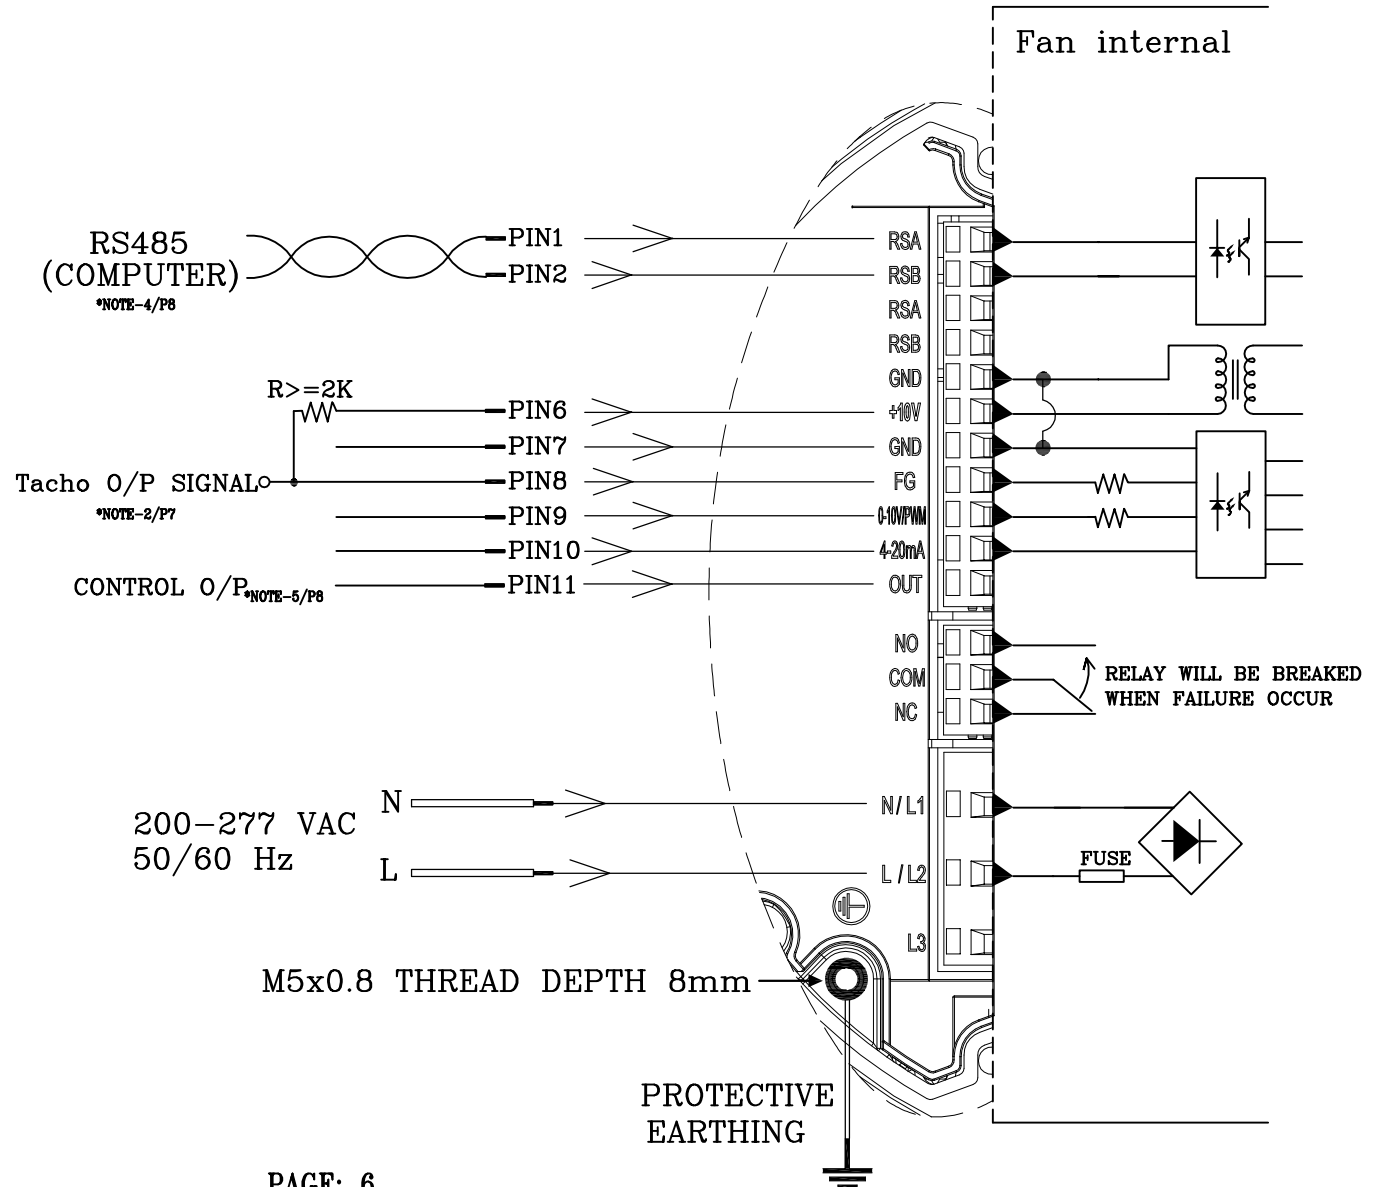 Fan internal
RS485
(COMPUTER)
*NOTE-4/P8
PIN1
PIN2
RSA
RSB
RSA
RSB
GND
R>=2K
PIN6
+10V
PIN7
GND
Tacho O/P SIGNAL
*NOTE-2/P7
PIN8
FG
PIN9
0-10V/PWM
PIN10
4-20mA
CONTROL O/P *NOTE-5/P8
PIN11
OUT
NO
COM
NC
RELAY WILL BE BREAKED
WHEN FAILURE OCCUR
200-277 VAC
50/60 Hz
N
N/L1
L
L/L2
FUSE
L3
M5x0.8 THREAD DEPTH 8mm
PROTECTIVE
EARTHING
PAGE: 6